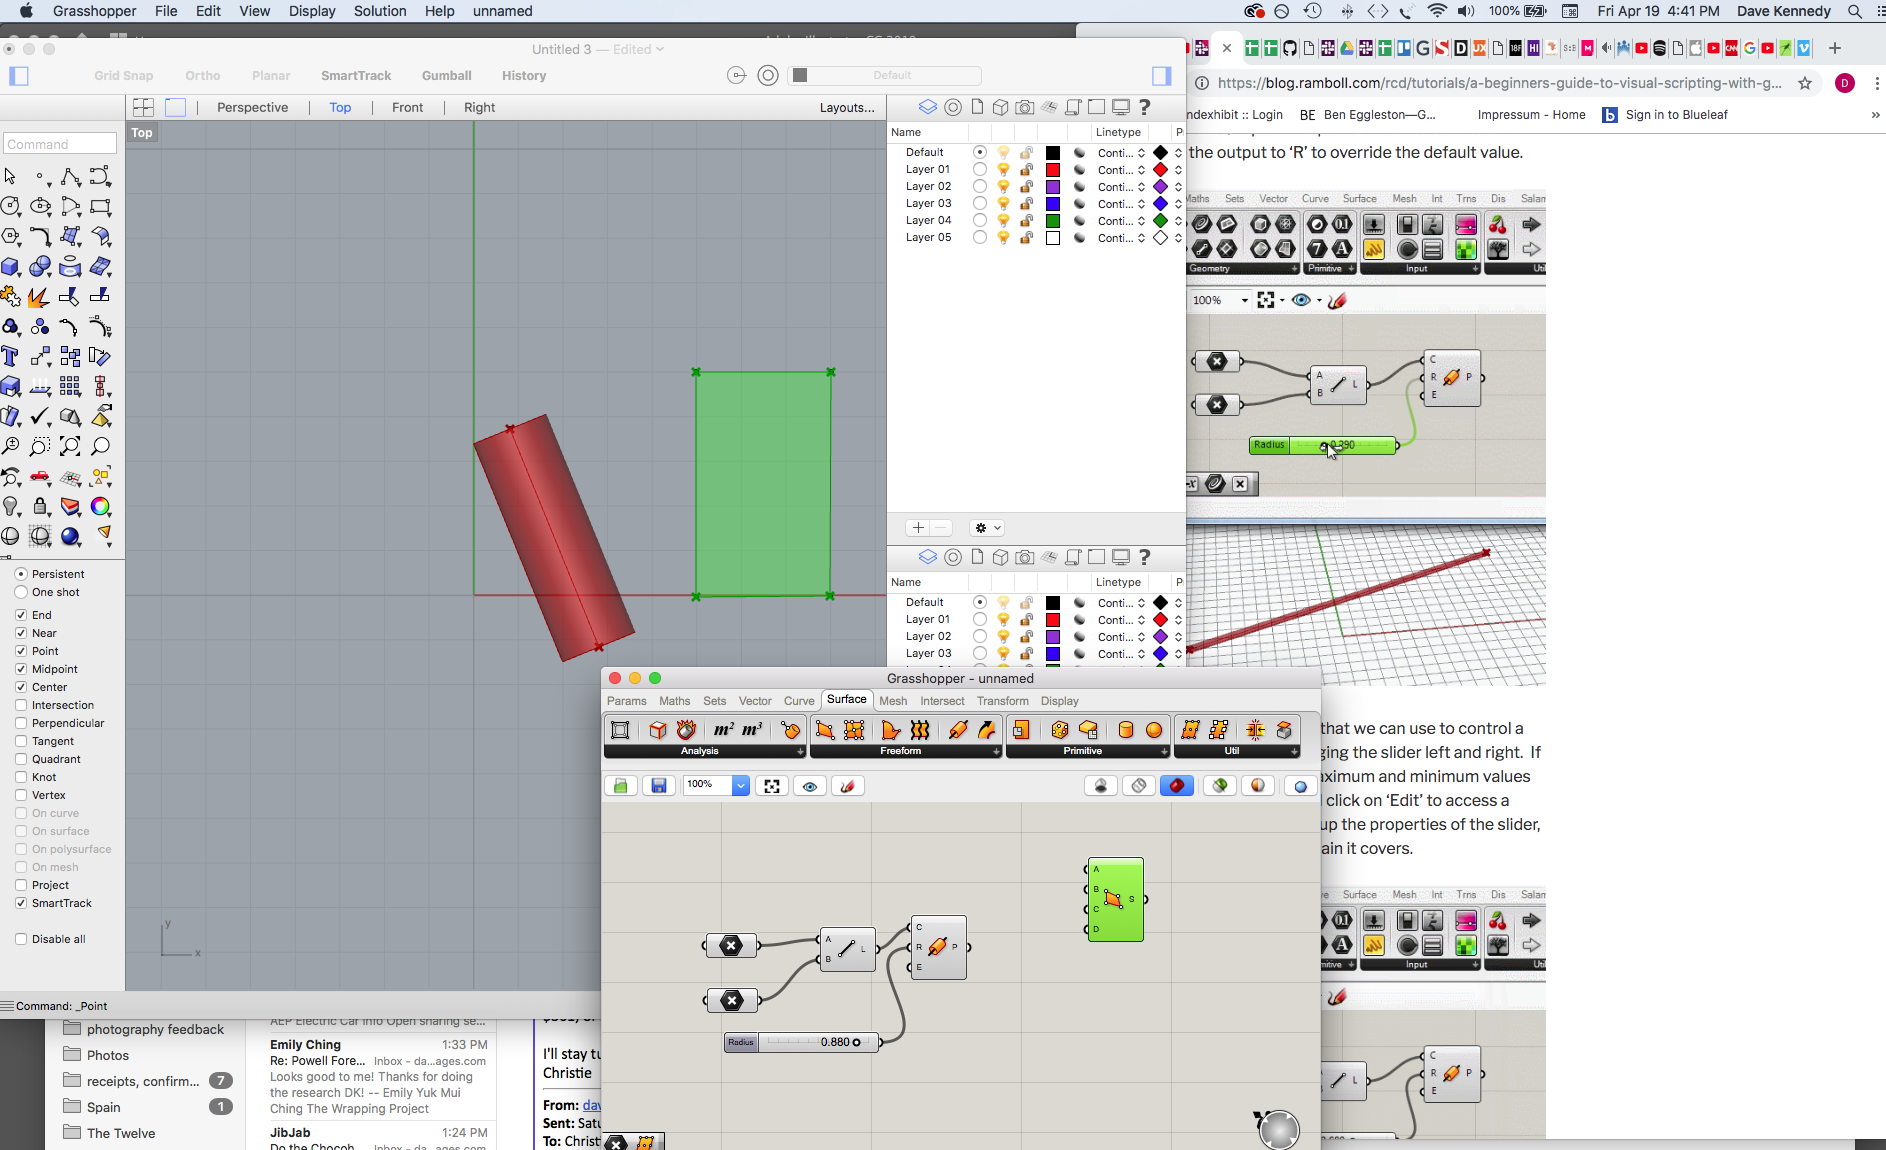 Grasshopper File Edit View Display Solution Help unnamed
100% Fri Apr 19 4:41 PM Dave Kennedy
Untitled 3 — Edited
Grid Snap Ortho Planar SmartTrack Gumball History Default
Perspective Top Front Right Layouts...
Top
Command
Persistent
One shot
End
Near
Point
Midpoint
Center
Intersection
Perpendicular
Tangent
Quadrant
Knot
Vertex
On curve
On surface
On polysurface
On mesh
Project
SmartTrack
Disable all
y
x
Command: _Point
Name Linetype P
Default Conti...
Layer 01 Conti...
Layer 02 Conti...
Layer 03 Conti...
Layer 04 Conti...
Layer 05 Conti...
Name Linetype P
Default Conti...
Layer 01 Conti...
Layer 02 Conti...
Layer 03 Conti...
https://blog.ramboll.com/rcd/tutorials/a-beginners-guide-to-visual-scripting-with-g...
D
ndexhibit :: Login BE Ben Eggleston—G... Impressum - Home b Sign in to Blueleaf »
the output to ‘R’ to override the default value.
Maths Sets Vector Curve Surface Mesh Int Trns Dis Salam
Geometry Primitive Input Uti
100%
A
B
L
C
R
E
P
Radius 0.290
that we can use to control a
ging the slider left and right. If
aximum and minimum values
click on ‘Edit’ to access a
up the properties of the slider,
ain it covers.
e Surface Mesh Int Trns Dis Salam
mitive Input Uti
L
C
R
E
P
Grasshopper - unnamed
Params Maths Sets Vector Curve Surface Mesh Intersect Transform Display
m² m³
Analysis Freeform Primitive Util
100%
A
B
C
D
S
A
B
L
C
R
E
P
Radius 0.880
photography feedback
Photos
receipts, confirm... 7
Spain 1
The Twelve
AEP Electric Car Info Open sharing se...
Emily Ching 1:33 PM
Re: Powell Fore... Inbox - da...ages.com
Looks good to me! Thanks for doing
the research DK! -- Emily Yuk Mui
Ching The Wrapping Project
JibJab 1:24 PM
Do the Chocoh Inbox - da...ages.com
I'll stay tu
Christie
From: dav
Sent: Satu
To: Christ